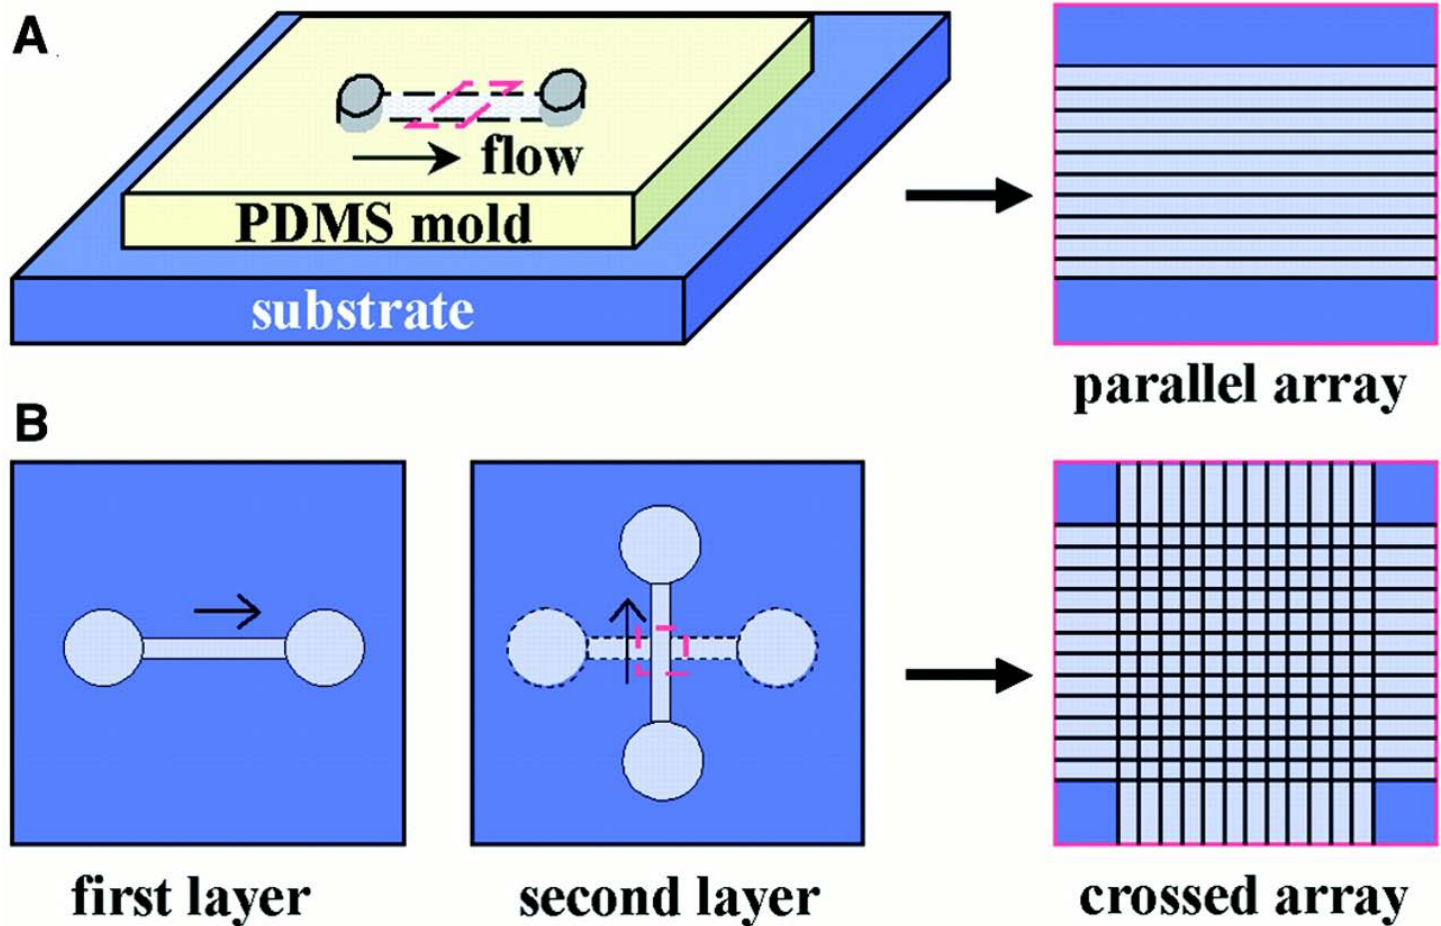 A
flow
PDMS mold
substrate
parallel array
B
first layer
second layer
crossed array